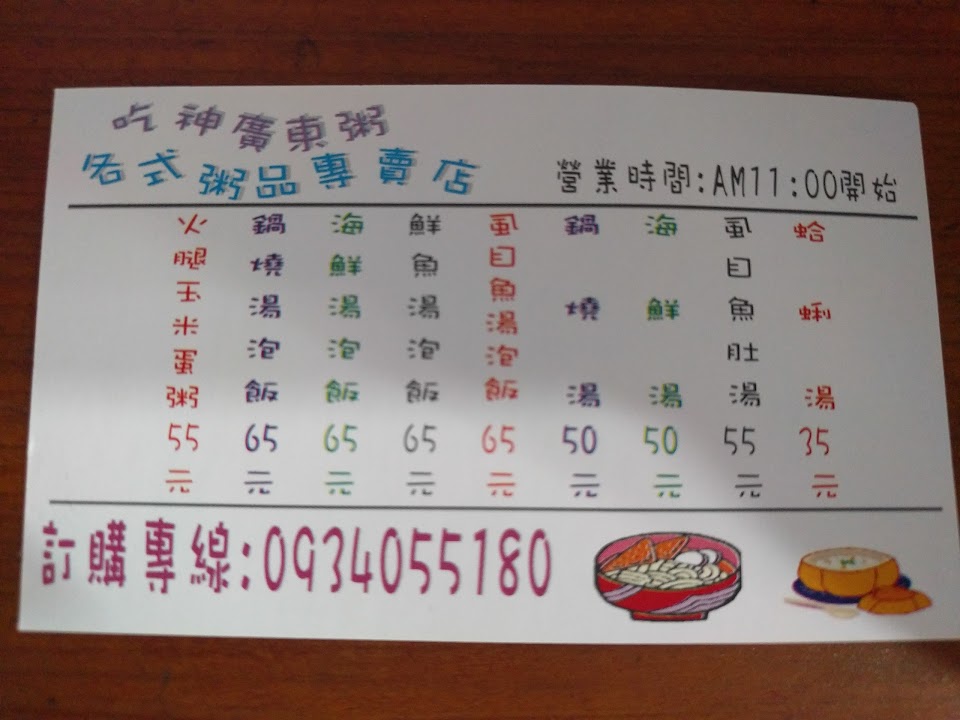 吃神廣東粥
各式粥品專賣店
營業時間:AM11:00開始
火腿玉米蛋粥55元
鍋燒湯泡飯65元
海鮮湯泡飯65元
鮮魚湯泡飯65元
虱目魚湯泡飯65元
鍋燒湯50元
海鮮湯50元
虱目魚肚湯55元
蛤蜊湯35元
訂購專線:0934055180